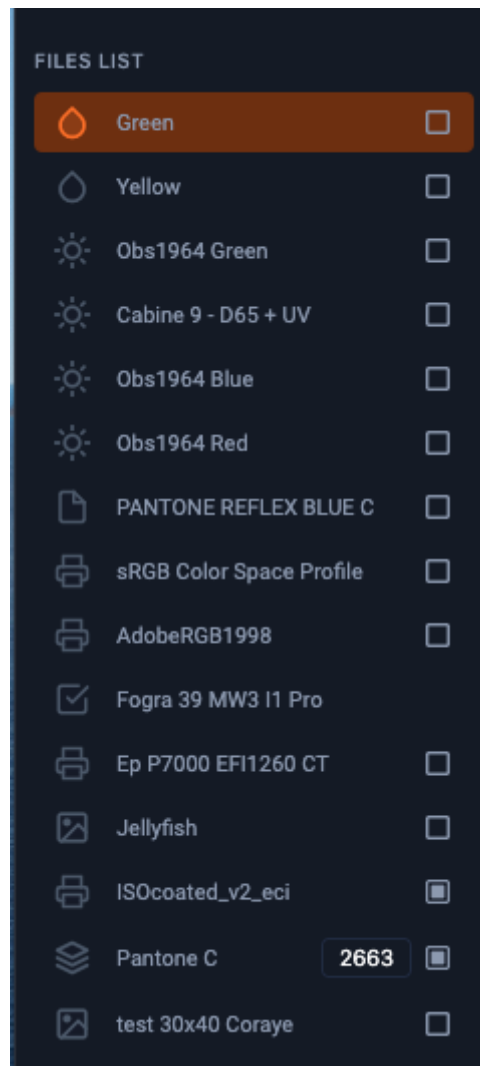 FILES LIST
Green
Yellow
Obs1964 Green
Cabine 9 - D65 + UV
Obs1964 Blue
Obs1964 Red
PANTONE REFLEX BLUE C
sRGB Color Space Profile
AdobeRGB1998
Fogra 39 MW3 I1 Pro
Ep P7000 EFI1260 CT
Jellyfish
ISOcoated_v2_eci
Pantone C 2663
test 30x40 Coraye